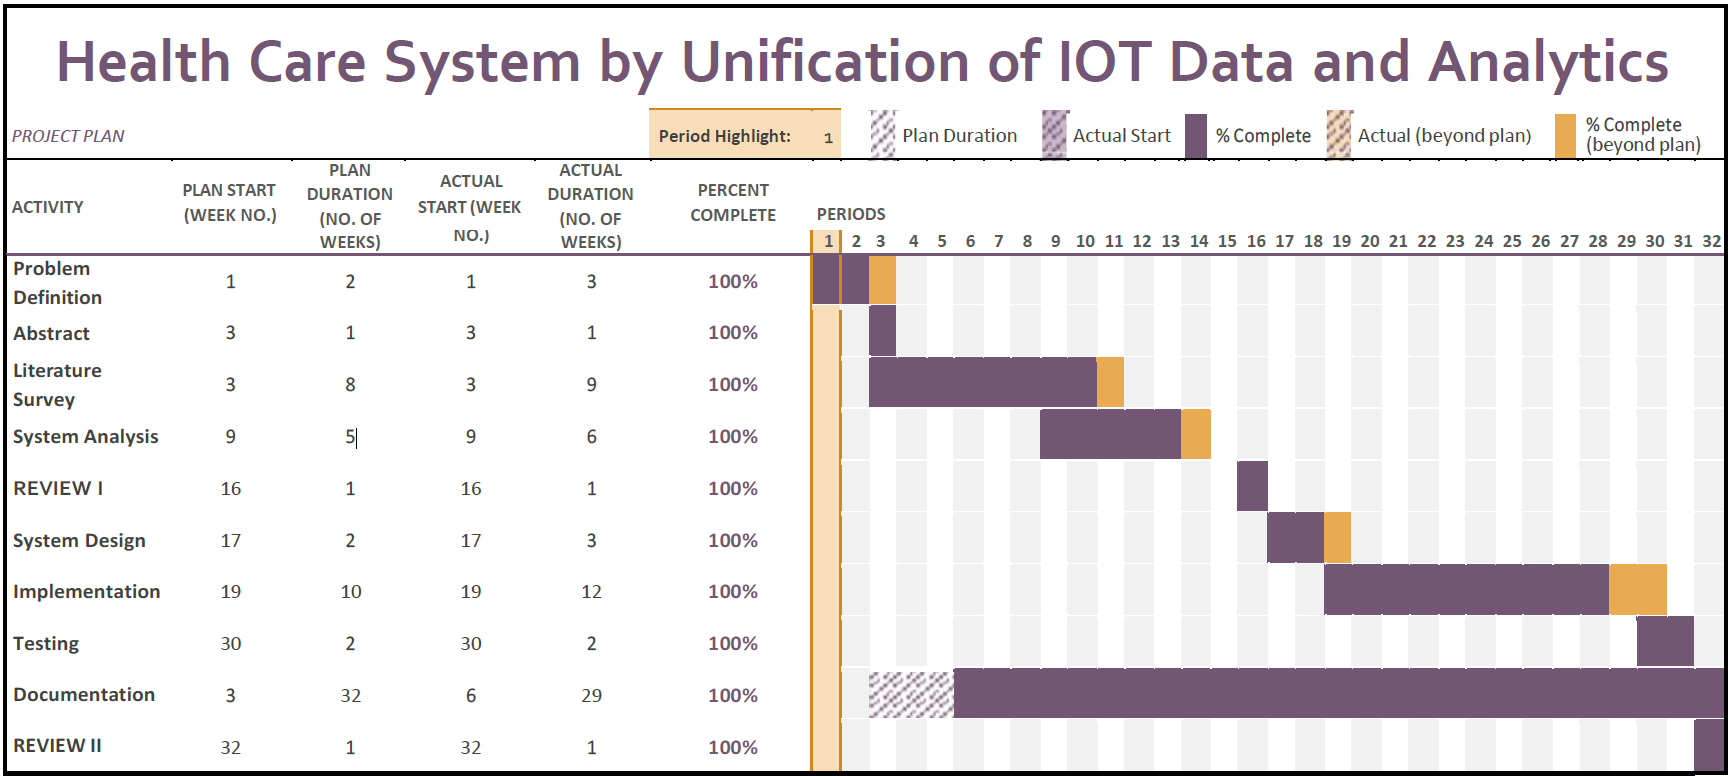 Health Care System by Unification of IOT Data and Analytics
PROJECT PLAN
Period Highlight: 1
Plan Duration
Actual Start
% Complete
Actual (beyond plan)
% Complete
(beyond plan)
ACTIVITY
PLAN START
(WEEK NO.)
PLAN
DURATION
(NO. OF
WEEKS)
ACTUAL
START (WEEK
NO.)
ACTUAL
DURATION
(NO. OF
WEEKS)
PERCENT
COMPLETE
PERIODS
1 2 3 4 5 6 7 8 9 10 11 12 13 14 15 16 17 18 19 20 21 22 23 24 25 26 27 28 29 30 31 32
Problem
Definition
1 2 1 3 100%
Abstract 3 1 3 1 100%
Literature
Survey
3 8 3 9 100%
System Analysis 9 5 9 6 100%
REVIEW I 16 1 16 1 100%
System Design 17 2 17 3 100%
Implementation 19 10 19 12 100%
Testing 30 2 30 2 100%
Documentation 3 32 6 29 100%
REVIEW II 32 1 32 1 100%